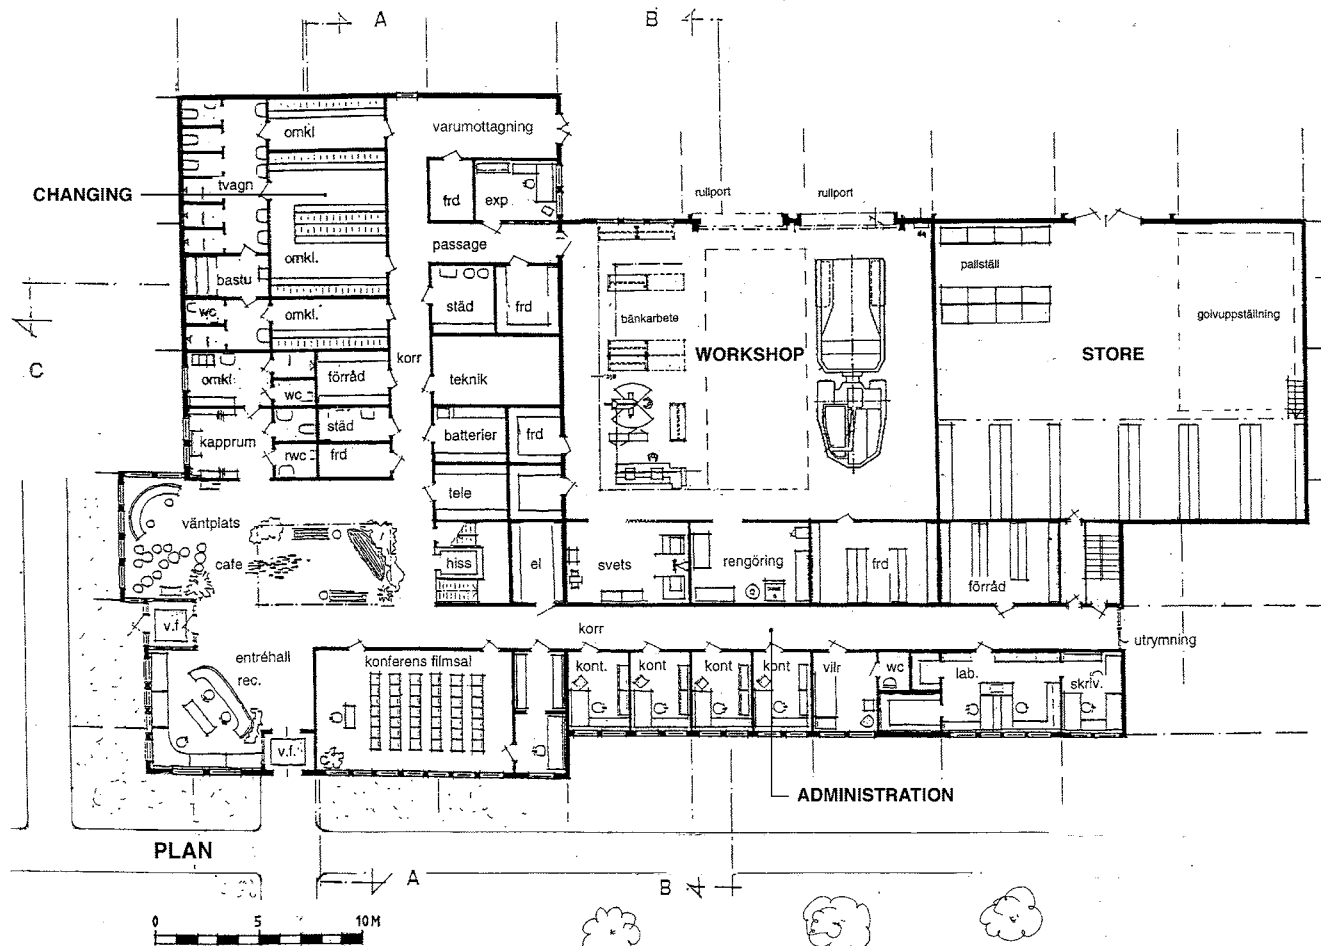 A
B
omkl
varumottagning
CHANGING
tvagn
frd
exp
rullport
rullport
passage
omkl.
bastu
pallställ
wc
omkl.
städ
frd
bänkarbete
golvuppställning
korr
WORKSHOP
STORE
C
omkl.
förråd
teknik
wc
kapprum
städ
batterier
frd
rwc
frd
tele
väntplats
cafe
hiss
el
svets
rengöring
frd
förråd
v.f
korr
utrymning
entréhall
rec.
konferens filmsal
kont.
kont
kont
kont
vilr
wc
lab.
skriv.
v.f.
ADMINISTRATION
PLAN
A
B
0 5 10 M